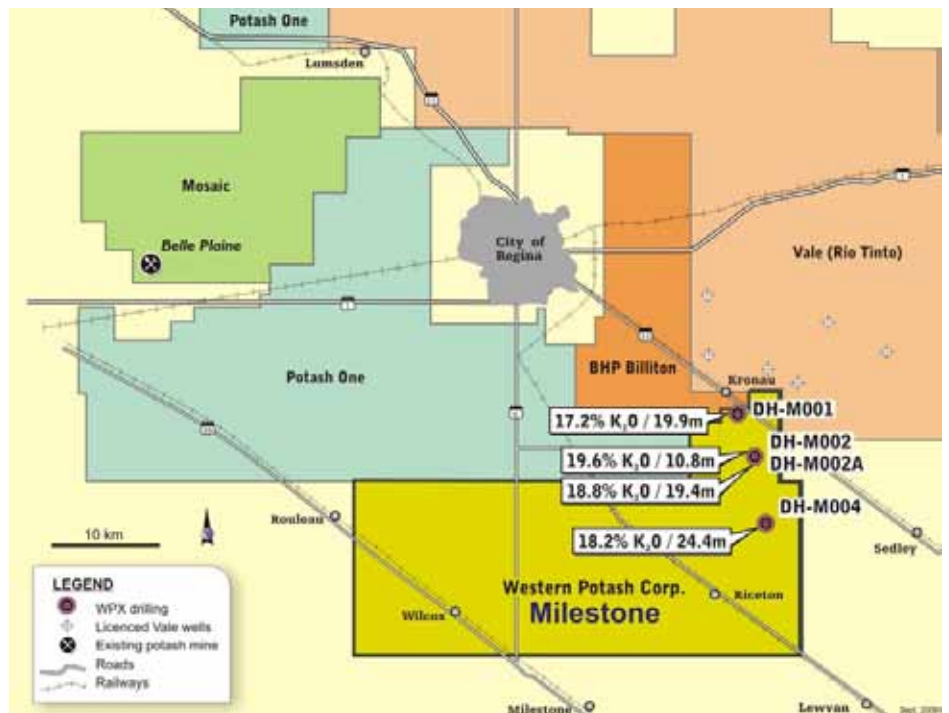 Potash One
Lumsden
Mosaic
Belle Plaine
City of
Regina
Vale (Rio Tinto)
Potash One
BHP Billiton
Kronau
17.2% K₂O / 19.9m
DH-M001
DH-M002
19.6% K₂O / 10.8m
DH-M002A
18.8% K₂O / 19.4m
DH-M004
18.2% K₂O / 24.4m
Rouleau
10 km
Sedley
LEGEND
WPX drilling
Licenced Vale wells
Existing potash mine
Roads
Railways
Western Potash Corp.
Milestone
Riceton
Wilcox
Milestone
Lewvan